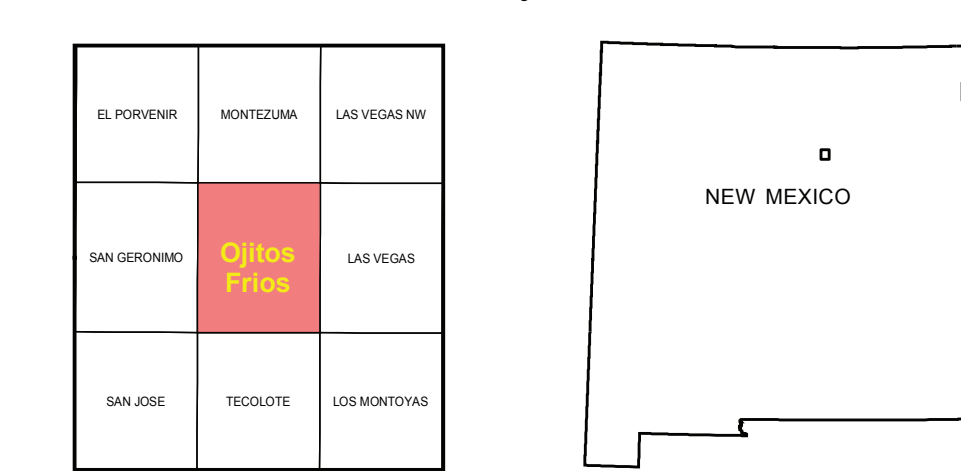 EL PORVENIR
MONTEZUMA
LAS VEGAS NW
SAN GERONIMO
Ojitos
Frios
LAS VEGAS
SAN JOSE
TECOLOTE
LOS MONTOYAS
NEW MEXICO